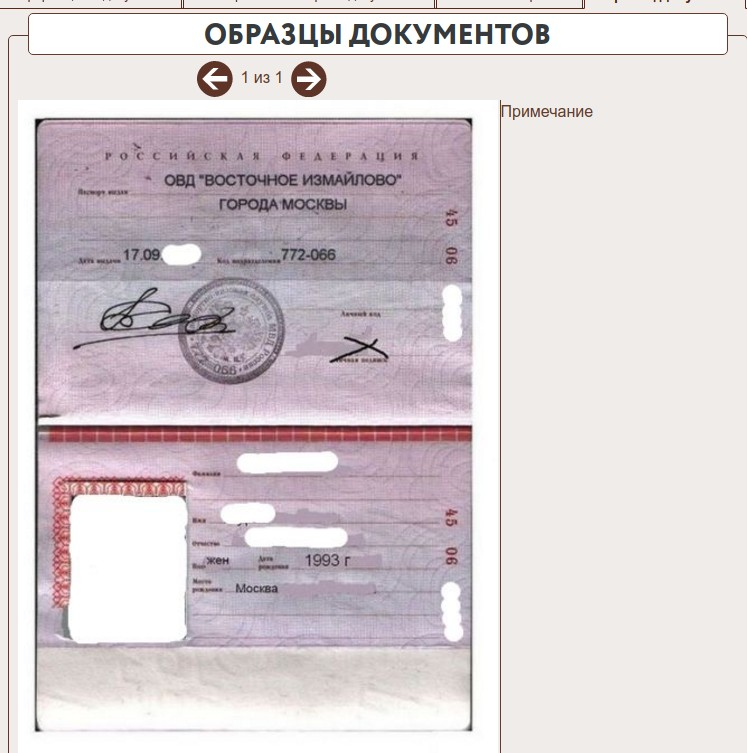 ОБРАЗЦЫ ДОКУМЕНТОВ
1 из 1
Примечание
РОССИЙСКАЯ ФЕДЕРАЦИЯ
Паспорт выдан
ОВД "ВОСТОЧНОЕ ИЗМАЙЛОВО"
ГОРОДА МОСКВЫ
45 06
Дата выдачи 17.09. Код подразделения 772-066
Личный код
Личная подпись
066
Фамилия
Имя
45 06
Отчество
Пол жен Дата рождения 1993 г
Место рождения Москва